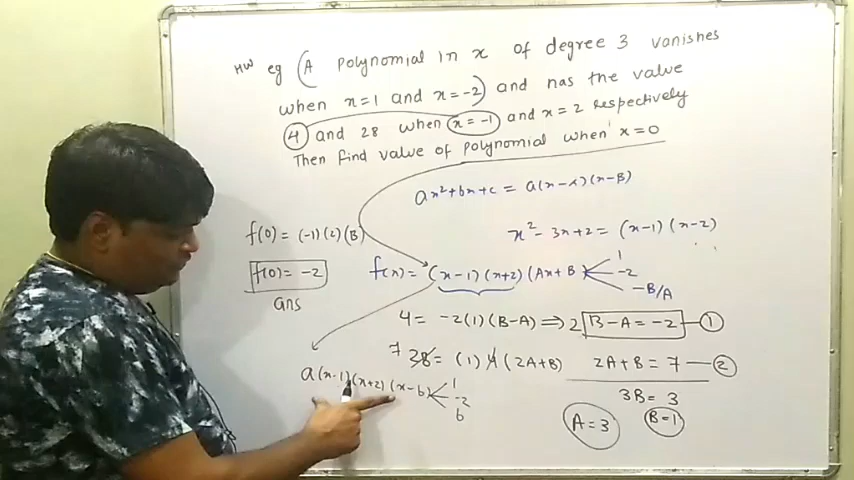 HW eg (A polynomial in x of degree 3 vanishes
when x=1 and x=-2) and has the value
4 and 28 when x=-1 and x=2 respectively
Then find value of polynomial when x=0
ax²+bx+c = a(x-α)(x-β)
x²-3x+2 = (x-1)(x-2)
f(0) = (-1)(2)(B)
f(0) = -2
ans
f(x) = (x-1)(x+2)(Ax+B) 1
-2
-B/A
4 = -2(1)(B-A) ⇒ 2 B-A = -2 — 1
7 28 = (1) 4 (2A+B) 2A+B = 7 — 2
3B = 3
A=3 B=1
a(x-1)(x+2)(x-b) 1
-2
b